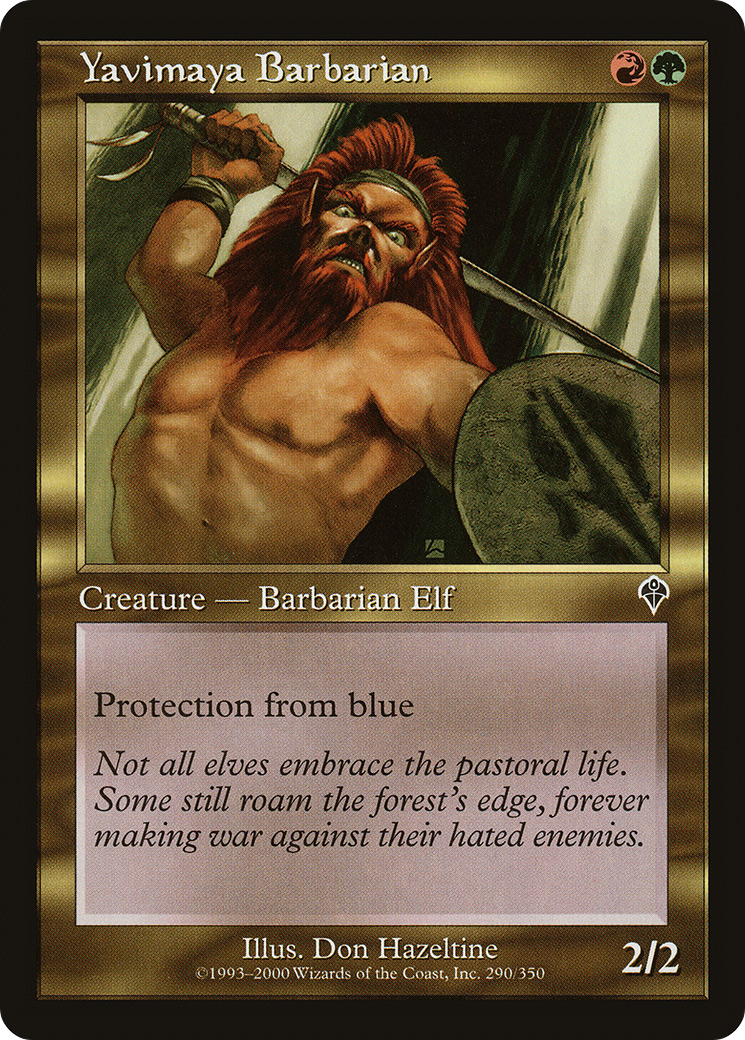 Yavimaya Barbarian
Creature — Barbarian Elf
Protection from blue
Not all elves embrace the pastoral life.
Some still roam the forest's edge, forever
making war against their hated enemies.
Illus. Don Hazeltine
2/2
©1993–2000 Wizards of the Coast, Inc. 290/350